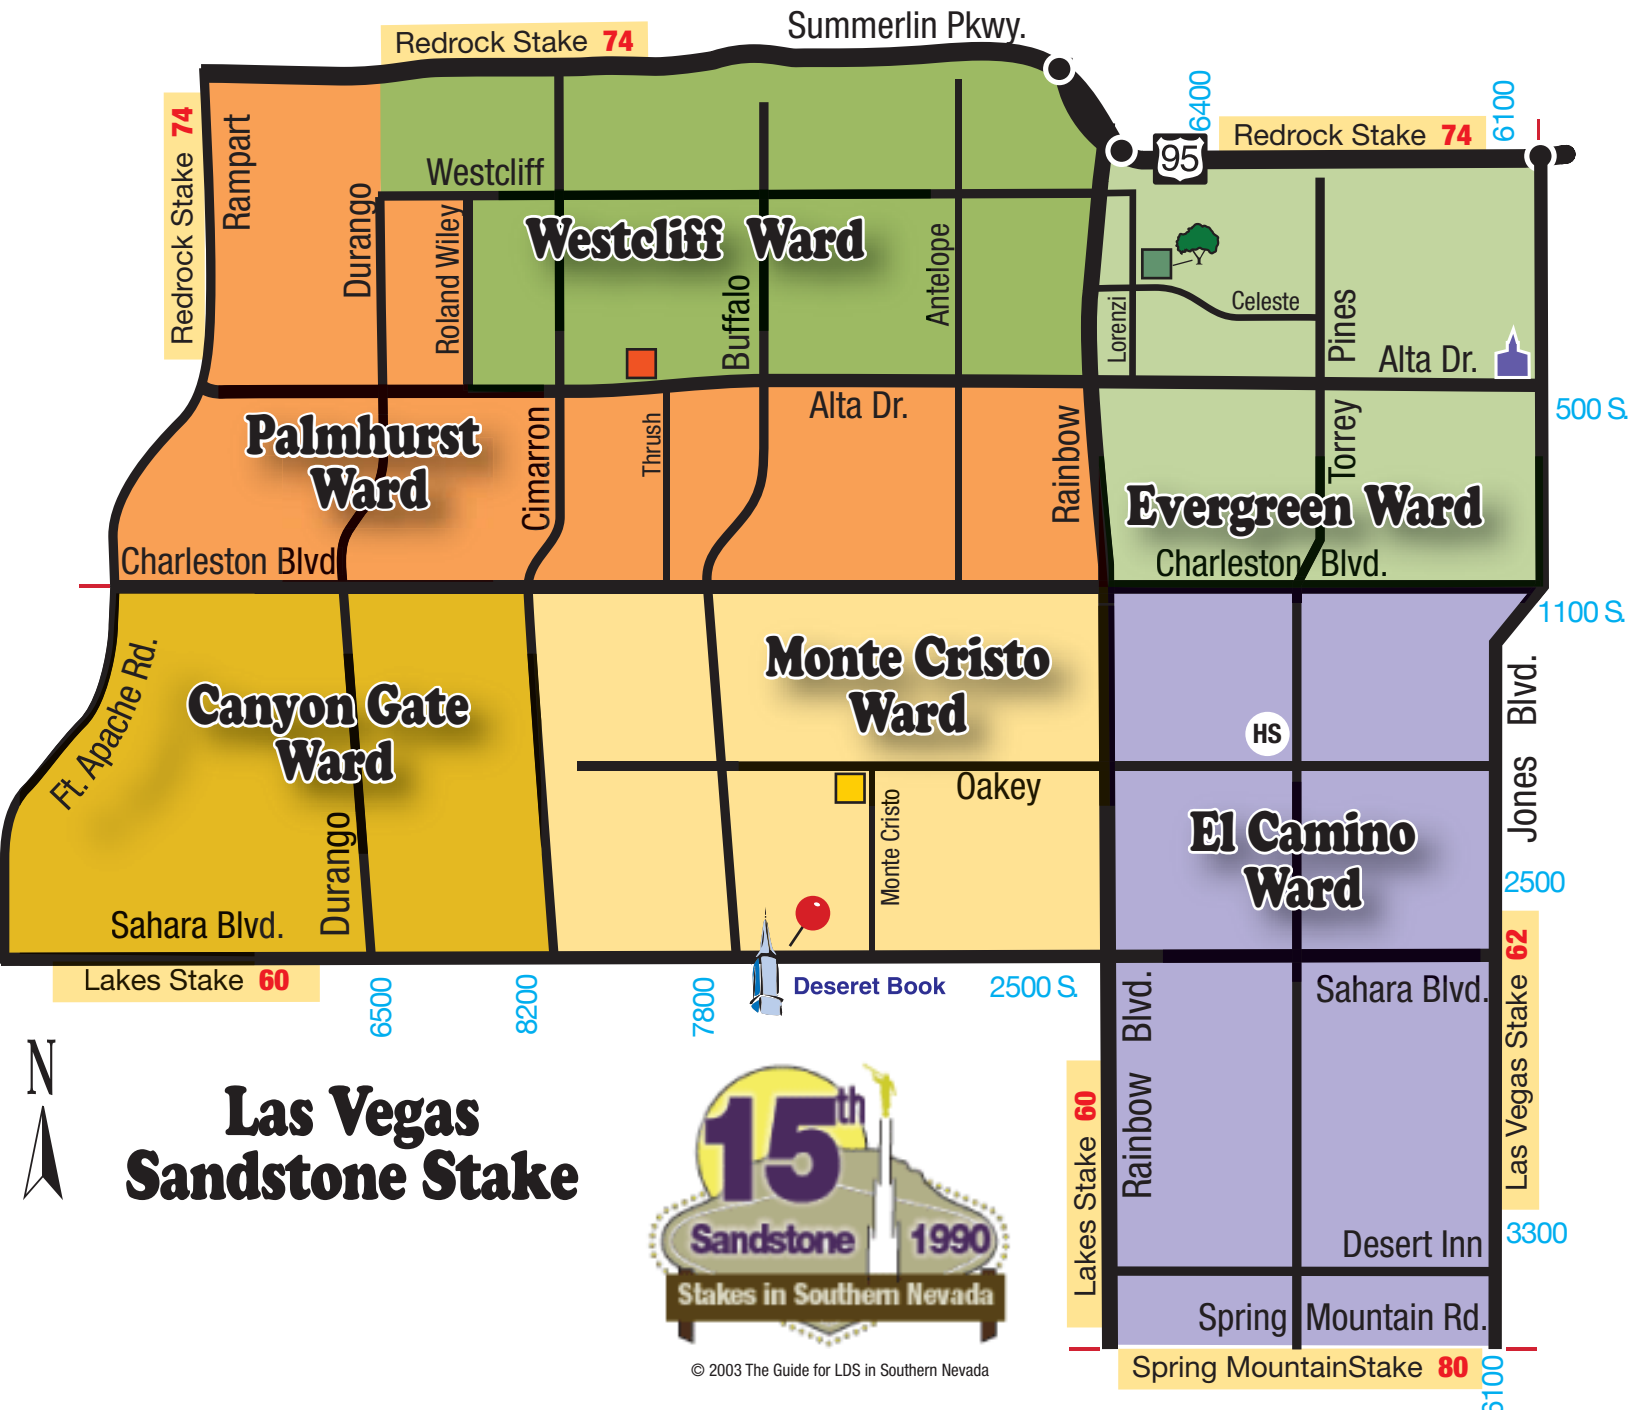 Summerlin Pkwy.
Redrock Stake 74
Redrock Stake 74
Rampart
6400
6100
95
Redrock Stake 74
Westcliff
Durango
Roland Wiley
Westcliff Ward
Buffalo
Antelope
Lorenzi
Celeste
Pines
Alta Dr.
500 S.
Palmhurst
Ward
Cimarron
Thrush
Alta Dr.
Rainbow
Torrey
Evergreen Ward
Charleston Blvd
Charleston Blvd.
1100 S.
Ft. Apache Rd.
Canyon Gate
Ward
Durango
Monte Cristo
Ward
Oakey
Monte Cristo
HS
El Camino
Ward
Jones Blvd.
2500
Sahara Blvd.
Lakes Stake 60
6500
8200
7800
Deseret Book
2500 S.
Sahara Blvd.
Rainbow Blvd.
Las Vegas Stake 62
Lakes Stake 60
N
Las Vegas
Sandstone Stake
15th
Sandstone 1990
Stakes in Southern Nevada
© 2003 The Guide for LDS in Southern Nevada
3300
Desert Inn
Spring Mountain Rd.
Spring MountainStake 80
6100